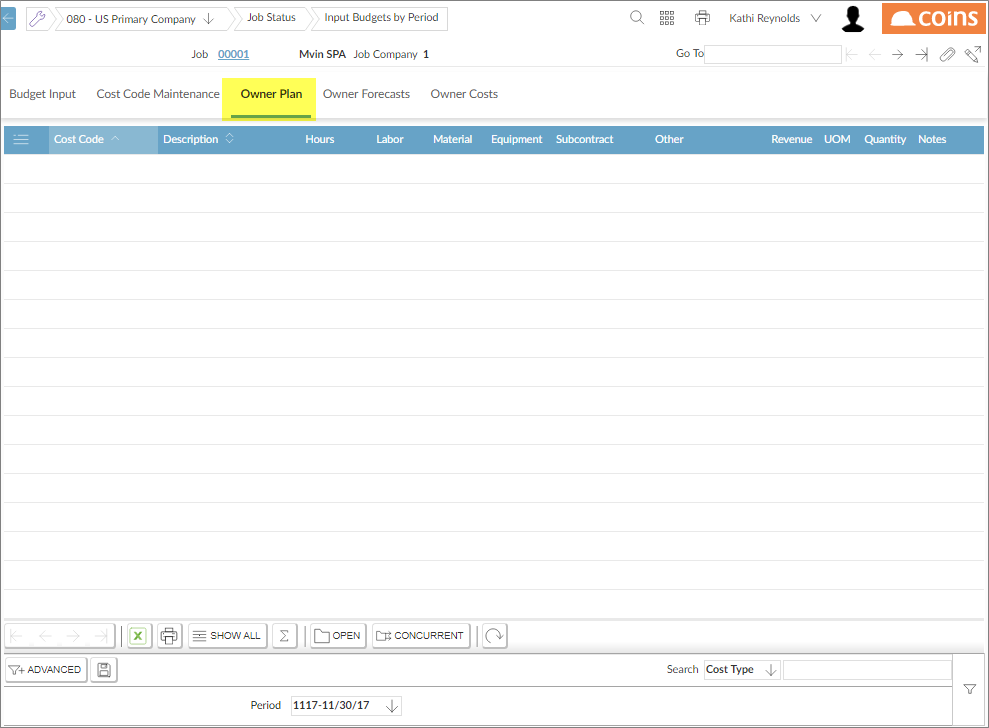 080 - US Primary Company Job Status Input Budgets by Period Kathi Reynolds coins
Job 00001 Mvin SPA Job Company 1 Go To
Budget Input Cost Code Maintenance Owner Plan Owner Forecasts Owner Costs
Cost Code Description Hours Labor Material Equipment Subcontract Other Revenue UOM Quantity Notes
X SHOW ALL Σ OPEN CONCURRENT
ADVANCED Search Cost Type
Period 1117-11/30/17